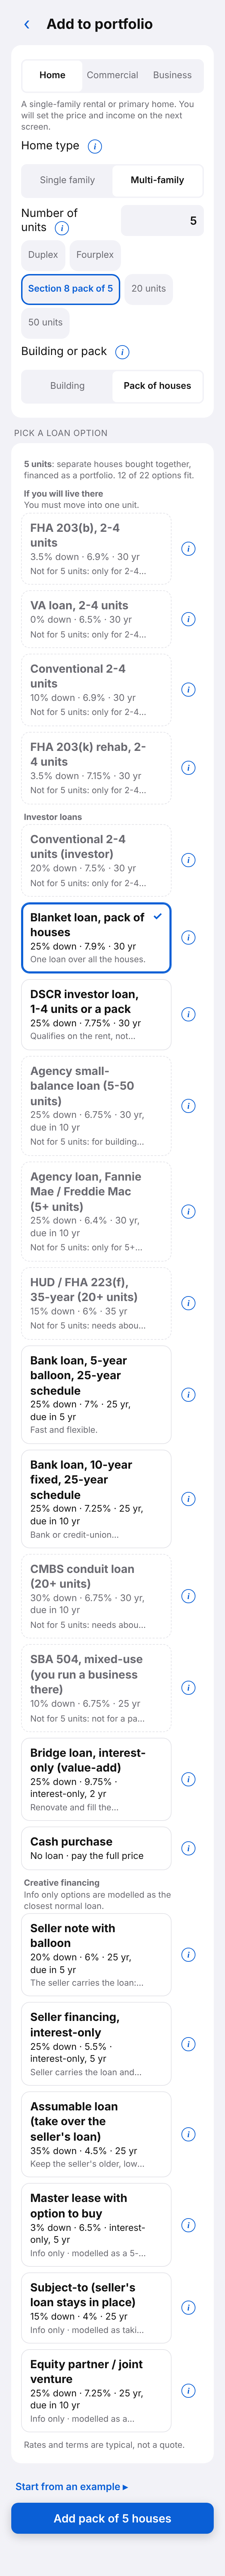 Add to portfolio
Home Commercial Business
A single-family rental or primary home. You
will set the price and income on the next
screen.
Home type
Single family Multi-family
Number of
units
5
Duplex Fourplex
Section 8 pack of 5 20 units
50 units
Building or pack
Building Pack of houses
PICK A LOAN OPTION
5 units: separate houses bought together,
financed as a portfolio. 12 of 22 options fit.
If you will live there
You must move into one unit.
FHA 203(b), 2-4
units
3.5% down · 6.9% · 30 yr
Not for 5 units: only for 2-4...
VA loan, 2-4 units
0% down · 6.5% · 30 yr
Not for 5 units: only for 2-4...
Conventional 2-4
units
10% down · 6.9% · 30 yr
Not for 5 units: only for 2-4...
FHA 203(k) rehab, 2-
4 units
3.5% down · 7.15% · 30 yr
Not for 5 units: only for 2-4...
Investor loans
Conventional 2-4
units (investor)
20% down · 7.5% · 30 yr
Not for 5 units: only for 2-4...
Blanket loan, pack of
houses
25% down · 7.9% · 30 yr
One loan over all the houses.
DSCR investor loan,
1-4 units or a pack
25% down · 7.75% · 30 yr
Qualifies on the rent, not...
Agency small-
balance loan (5-50
units)
25% down · 6.75% · 30 yr,
due in 10 yr
Not for 5 units: for building...
Agency loan, Fannie
Mae / Freddie Mac
(5+ units)
25% down · 6.4% · 30 yr,
due in 10 yr
Not for 5 units: only for 5+...
HUD / FHA 223(f),
35-year (20+ units)
15% down · 6% · 35 yr
Not for 5 units: needs abou...
Bank loan, 5-year
balloon, 25-year
schedule
25% down · 7% · 25 yr,
due in 5 yr
Fast and flexible.
Bank loan, 10-year
fixed, 25-year
schedule
25% down · 7.25% · 25 yr,
due in 10 yr
Bank or credit-union...
CMBS conduit loan
(20+ units)
30% down · 6.75% · 30 yr,
due in 10 yr
Not for 5 units: needs abou...
SBA 504, mixed-use
(you run a business
there)
10% down · 6.75% · 25 yr
Not for 5 units: not for a pa...
Bridge loan, interest-
only (value-add)
25% down · 9.75% ·
interest-only, 2 yr
Renovate and fill the...
Cash purchase
No loan · pay the full price
Creative financing
Info only options are modelled as the
closest normal loan.
Seller note with
balloon
20% down · 6% · 25 yr,
due in 5 yr
The seller carries the loan:...
Seller financing,
interest-only
25% down · 5.5% ·
interest-only, 5 yr
Seller carries the loan and...
Assumable loan
(take over the
seller's loan)
35% down · 4.5% · 25 yr
Keep the seller's older, low...
Master lease with
option to buy
3% down · 6.5% · interest-
only, 5 yr
Info only · modelled as a 5-...
Subject-to (seller's
loan stays in place)
15% down · 4% · 25 yr
Info only · modelled as taki...
Equity partner / joint
venture
25% down · 7.25% · 25 yr,
due in 10 yr
Info only · modelled as a...
Rates and terms are typical, not a quote.
Start from an example ▸
Add pack of 5 houses